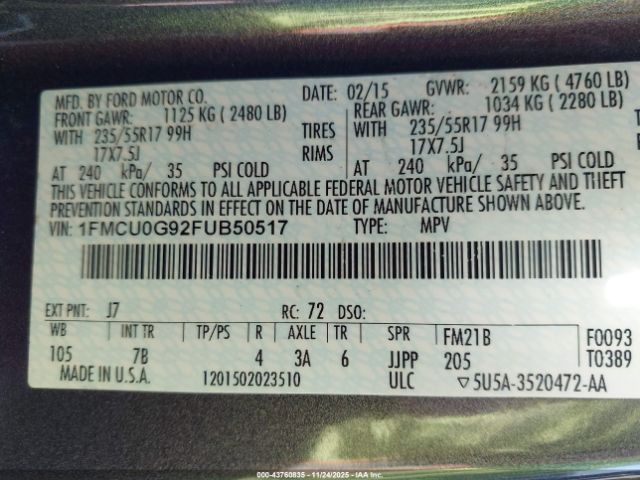 MFD. BY FORD MOTOR CO. DATE: 02/15 GVWR: 2159 KG ( 4760 LB)
FRONT GAWR: 1125 KG ( 2480 LB) REAR GAWR: 1034 KG ( 2280 LB)
WITH 235/55R17 99H TIRES WITH 235/55R17 99H
17X7.5J RIMS 17X7.5J
AT 240 kPa/ 35 PSI COLD AT 240 kPa/ 35 PSI COLD
THIS VEHICLE CONFORMS TO ALL APPLICABLE FEDERAL MOTOR VEHICLE SAFETY AND THEFT
PREVENTION STANDARDS IN EFFECT ON THE DATE OF MANUFACTURE SHOWN ABOVE.
VIN: 1FMCU0G92FUB50517 TYPE: MPV
EXT PNT: J7 RC: 72 DSO:
WB INT TR TP/PS R AXLE TR SPR FM21B F0093
105 7B 4 3A 6 JJPP 205 T0389
MADE IN U.S.A. 1201502023510 ULC ▽5U5A-3520472-AA
000-43760835 - 11/24/2025 - IAAI.com